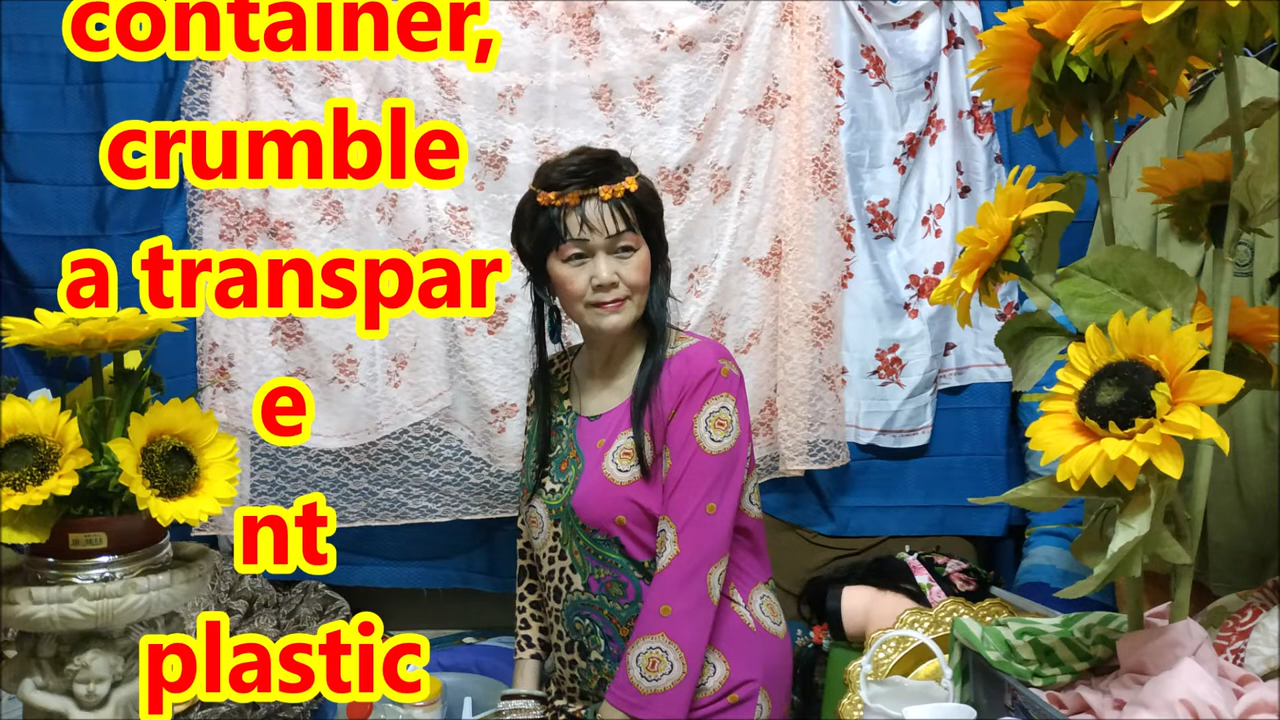 container,
crumble
a transpar
e
nt
plastic